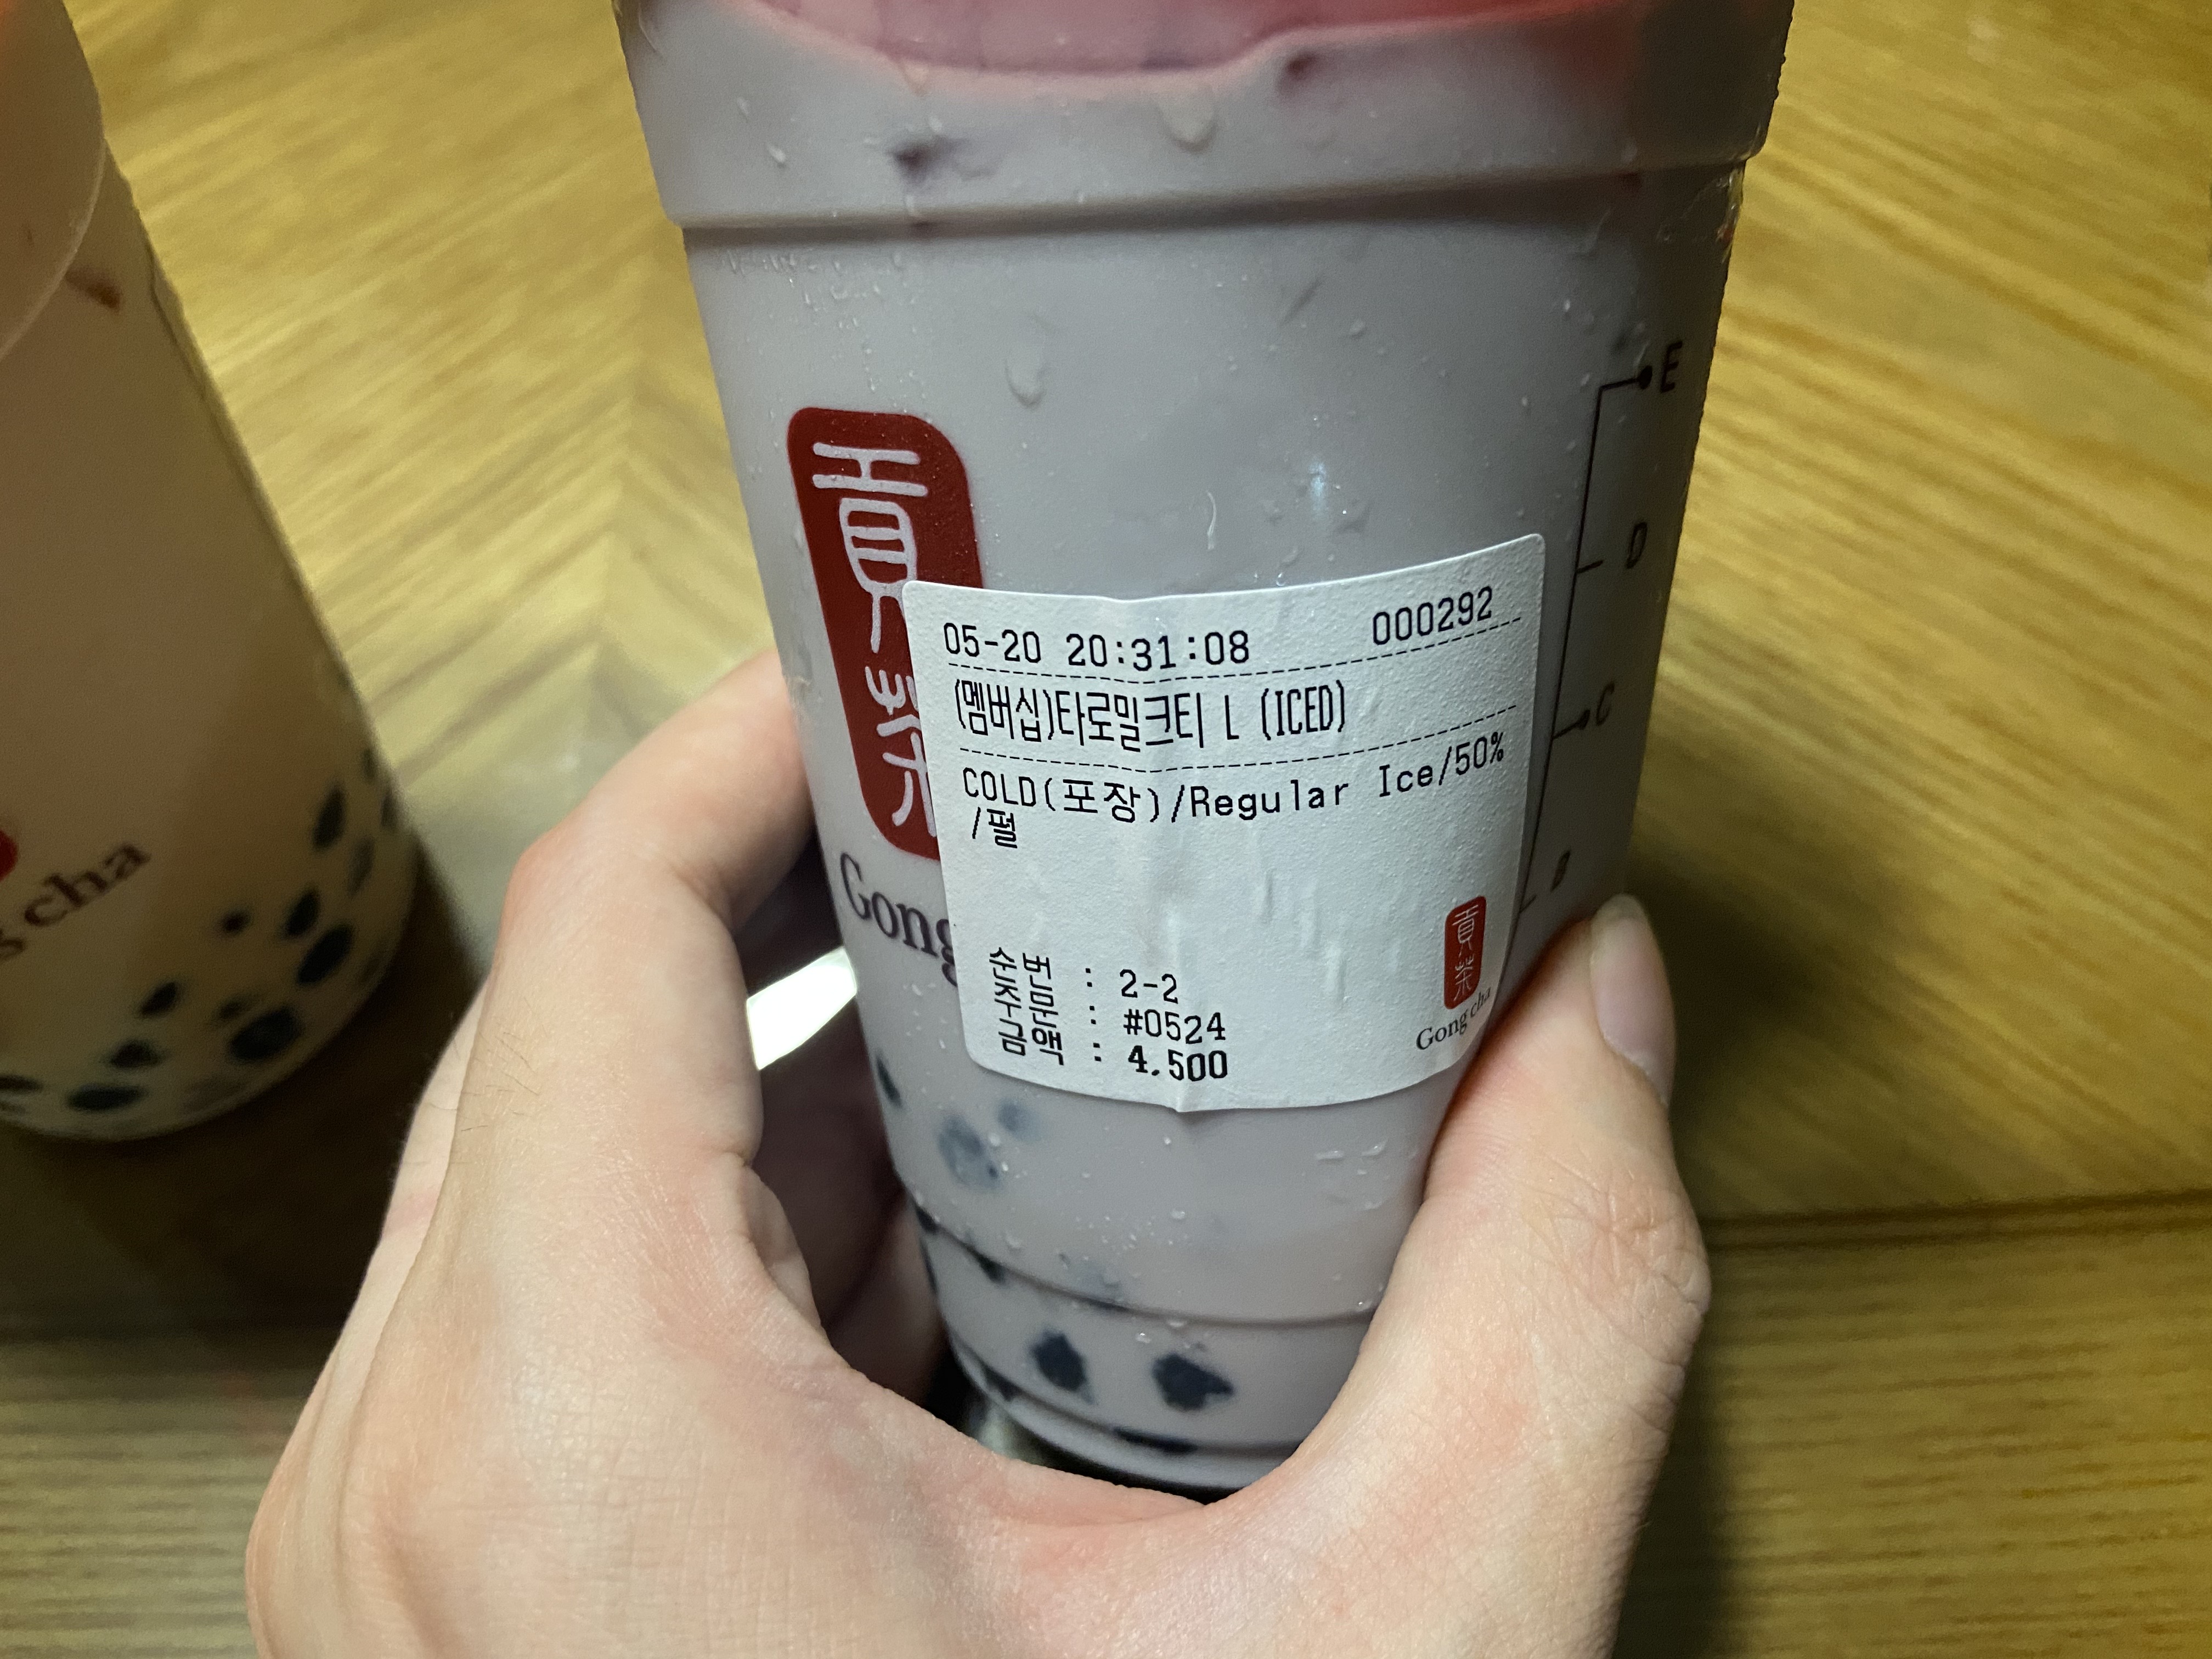 貢茶
Gong
05-20 20:31:08 000292
(멤버십)타로밀크티 L (ICED)
COLD(포장)/Regular Ice/50%
/펄
순번 : 2-2
주문 : #0524
금액 : 4,500
貢茶
Gong cha
E
D
C
B
g cha